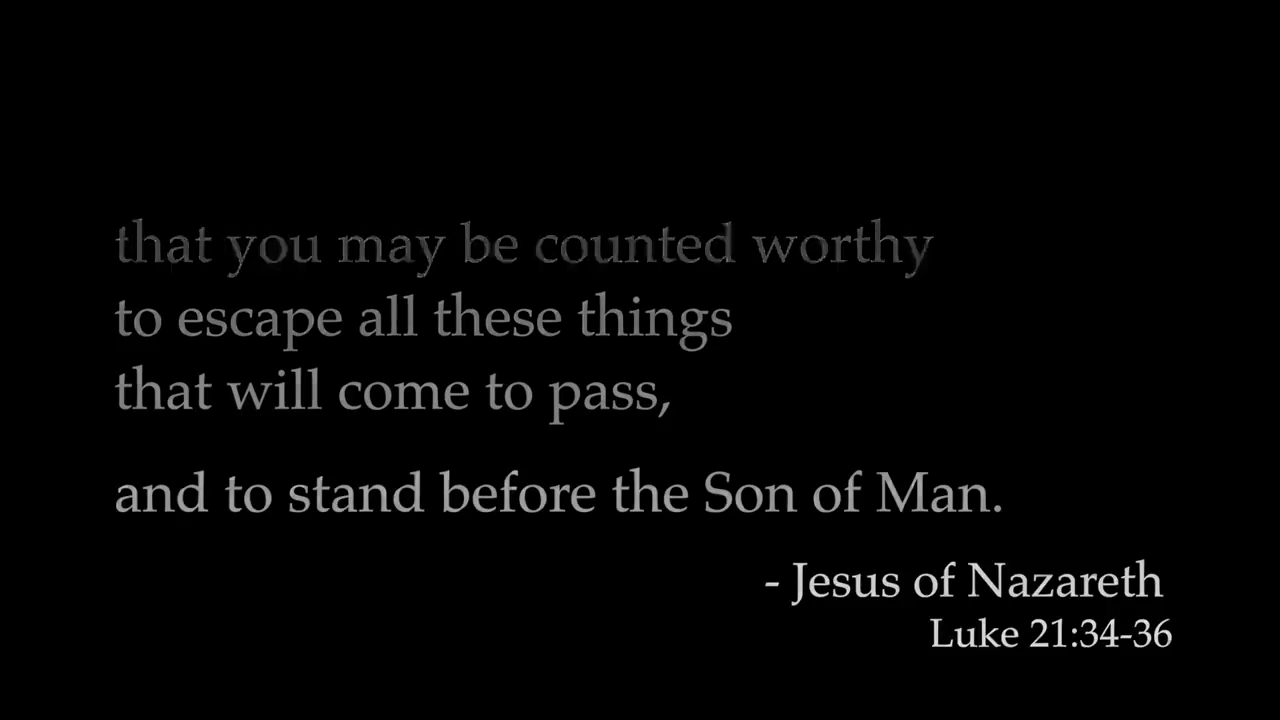 that you may be counted worthy
to escape all these things
that will come to pass,
and to stand before the Son of Man.
- Jesus of Nazareth
Luke 21:34-36